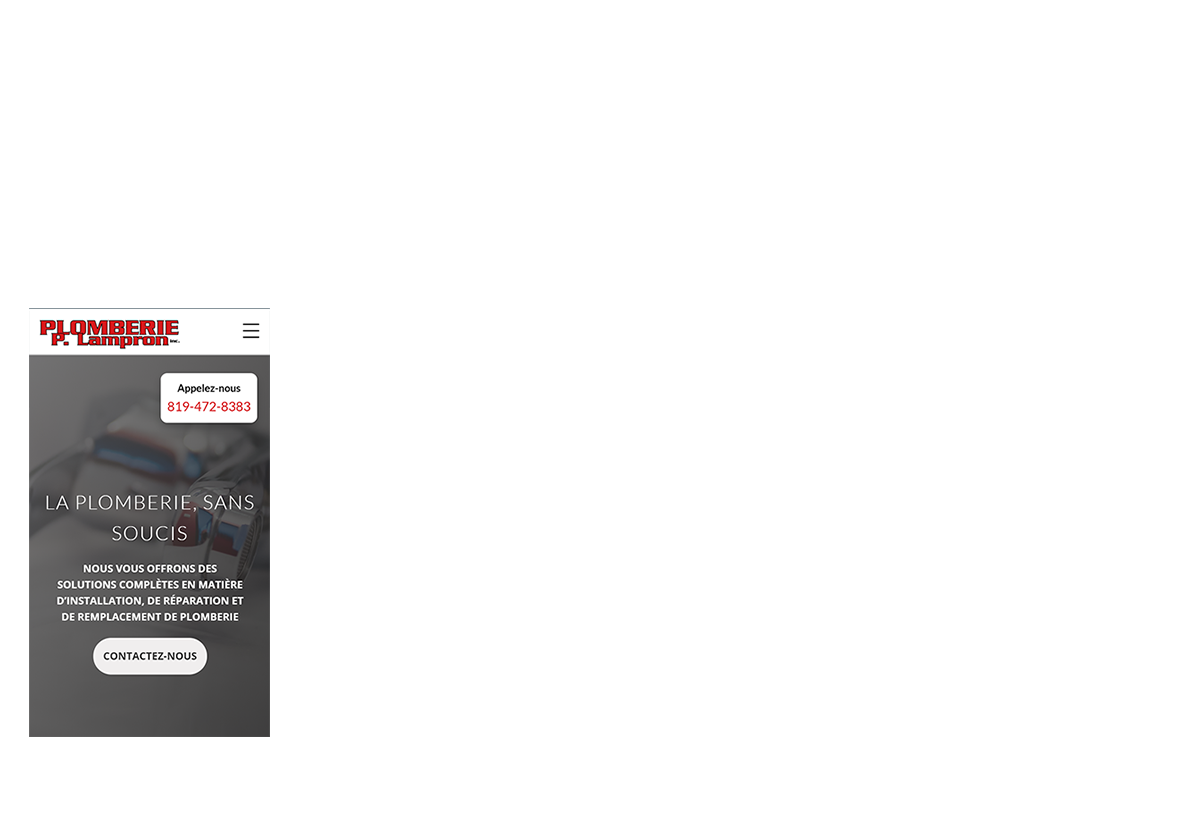 PLOMBERIE
P. Lampron inc.
Appelez-nous
819-472-8383
LA PLOMBERIE, SANS
SOUCIS
NOUS VOUS OFFRONS DES
SOLUTIONS COMPLÈTES EN MATIÈRE
D’INSTALLATION, DE RÉPARATION ET
DE REMPLACEMENT DE PLOMBERIE
CONTACTEZ-NOUS